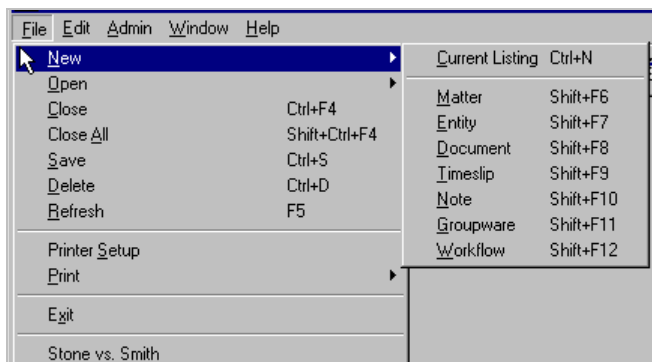 File Edit Admin Window Help
New
Open
Close Ctrl+F4
Close All Shift+Ctrl+F4
Save Ctrl+S
Delete Ctrl+D
Refresh F5
Printer Setup
Print
Exit
Stone vs. Smith
Current Listing Ctrl+N
Matter Shift+F6
Entity Shift+F7
Document Shift+F8
Timeslip Shift+F9
Note Shift+F10
Groupware Shift+F11
Workflow Shift+F12